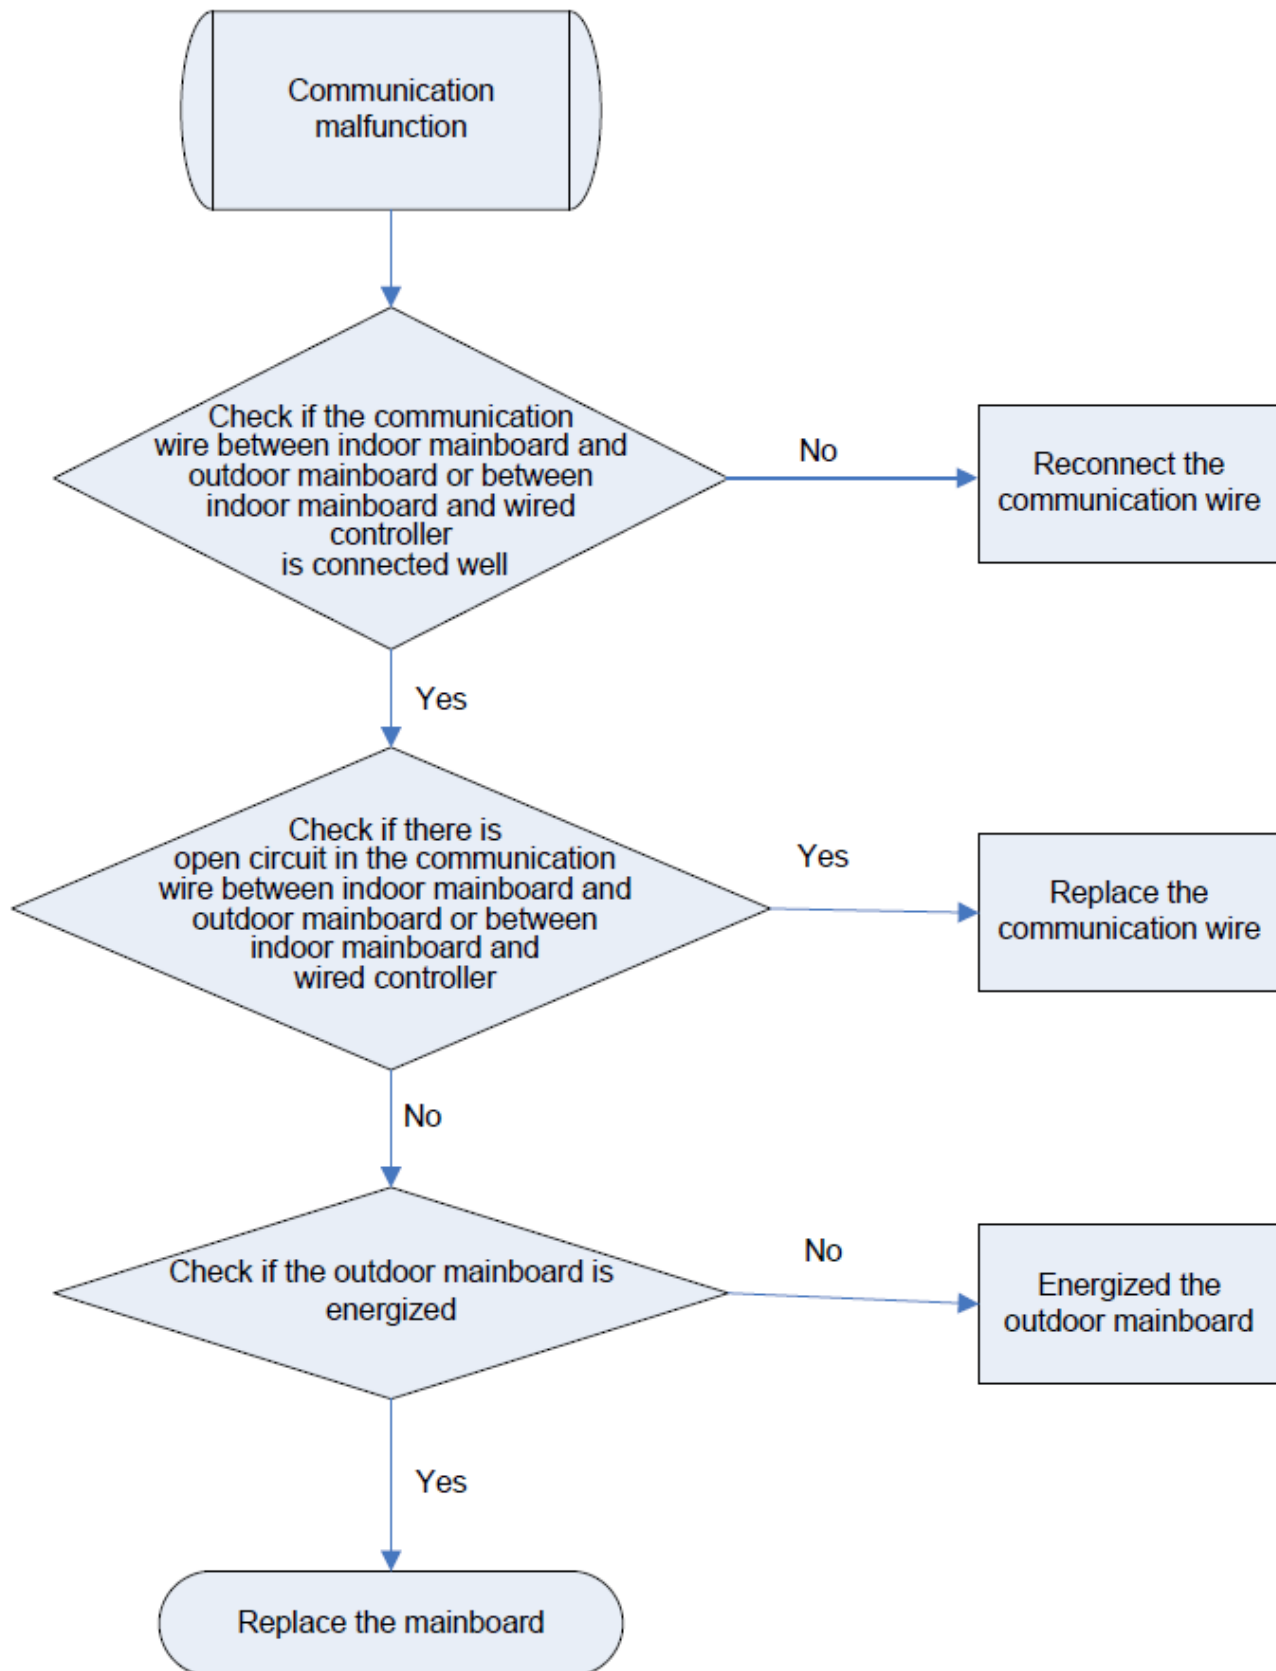 Communication
malfunction
Check if the communication
wire between indoor mainboard and
outdoor mainboard or between
indoor mainboard and wired
controller
is connected well
No
Reconnect the
communication wire
Yes
Check if there is
open circuit in the communication
wire between indoor mainboard and
outdoor mainboard or between
indoor mainboard and
wired controller
Yes
Replace the
communication wire
No
Check if the outdoor mainboard is
energized
No
Energized the
outdoor mainboard
Yes
Replace the mainboard